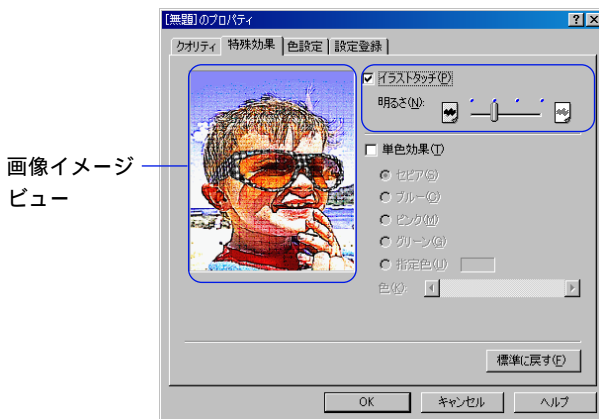 [無題]のプロパティ
クオリティ 特殊効果 色設定 設定登録
イラストタッチ(P)
明るさ(N):
画像イメージ
ビュー
単色効果(T)
セピア(S)
ブルー(O)
ピンク(M)
グリーン(G)
指定色(U)
色(K):
標準に戻す(F)
OK キャンセル ヘルプ